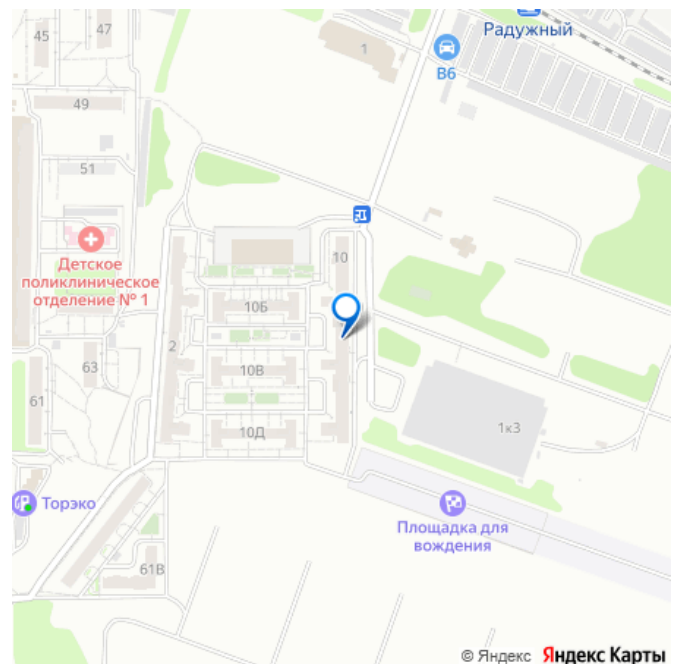 45
47
1
Радужный
В6
49
51
Детское
поликлиническое
отделение № 1
10
10Б
2
10В
63
61
10Д
1к3
Торэко
Площадка для
вождения
61В
© Яндекс Яндекс Карты